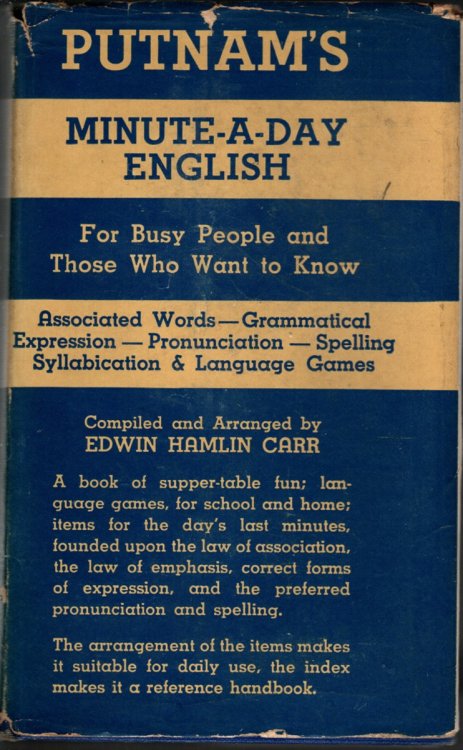 PUTNAM'S
MINUTE-A-DAY
ENGLISH
For Busy People and
Those Who Want to Know
Associated Words — Grammatical
Expression — Pronunciation — Spelling
Syllabication & Language Games
Compiled and Arranged by
EDWIN HAMLIN CARR
A book of supper-table fun; lan-
guage games, for school and home;
items for the day's last minutes,
founded upon the law of association,
the law of emphasis, correct forms
of expression, and the preferred
pronunciation and spelling.
The arrangement of the items makes
it suitable for daily use, the index
makes it a reference handbook.